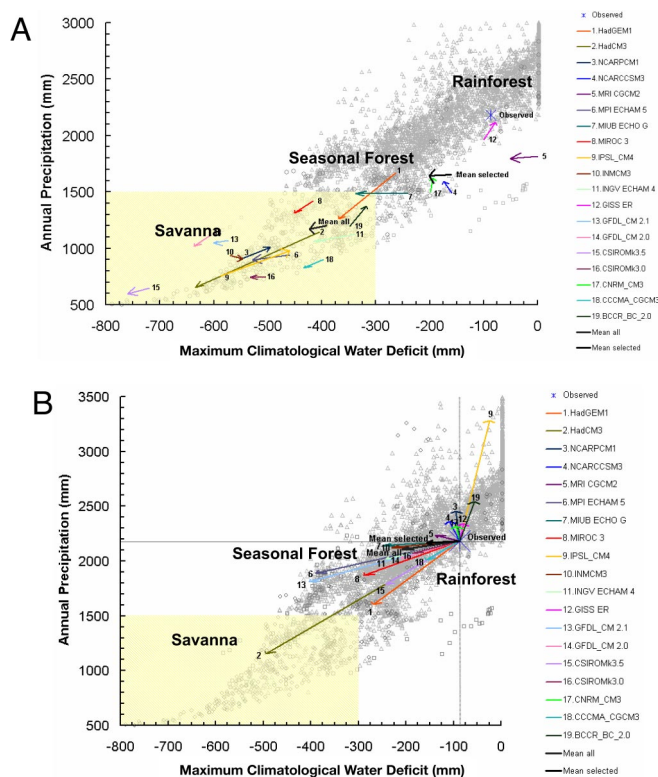 A
Annual Precipitation (mm)
3000
2500
2000
1500
1000
500
-800
-700
-600
-500
-400
-300
-200
-100
0
Maximum Climatological Water Deficit (mm)
Rainforest
Seasonal Forest
Savanna
Observed
12
5
1
Mean selected
7
17
4
8
Mean all
19
2
11
13
10
3
6
18
9
16
15
Observed
1.HadGEM1
2.HadCM3
3.NCARPCM1
4.NCARCCSM3
5.MRI CGCM2
6.MPI ECHAM 5
7.MIUB ECHO G
8.MIROC 3
9.IPSL_CM4
10.INMCM3
11.INGV ECHAM 4
12.GISS ER
13.GFDL_CM 2.1
14.GFDL_CM 2.0
15.CSIROMk3.5
16.CSIROMk3.0
17.CNRM_CM3
18.CCCMA_CGCM3
19.BCCR_BC_2.0
Mean all
Mean selected
B
Annual Precipitation (mm)
3500
3000
2500
2000
1500
1000
500
-800
-700
-600
-500
-400
-300
-200
-100
0
Maximum Climatological Water Deficit (mm)
9
19
3
4
12
5
Mean selected
Observed
7
10
Seasonal Forest
Mean all
16
14
11
18
6
8
13
Rainforest
15
1
Savanna
2
Observed
1.HadGEM1
2.HadCM3
3.NCARPCM1
4.NCARCCSM3
5.MRI CGCM2
6.MPI ECHAM 5
7.MIUB ECHO G
8.MIROC 3
9.IPSL_CM4
10.INMCM3
11.INGV ECHAM 4
12.GISS ER
13.GFDL_CM 2.1
14.GFDL_CM 2.0
15.CSIROMk3.5
16.CSIROMk3.0
17.CNRM_CM3
18.CCCMA_CGCM3
19.BCCR_BC_2.0
Mean all
Mean selected